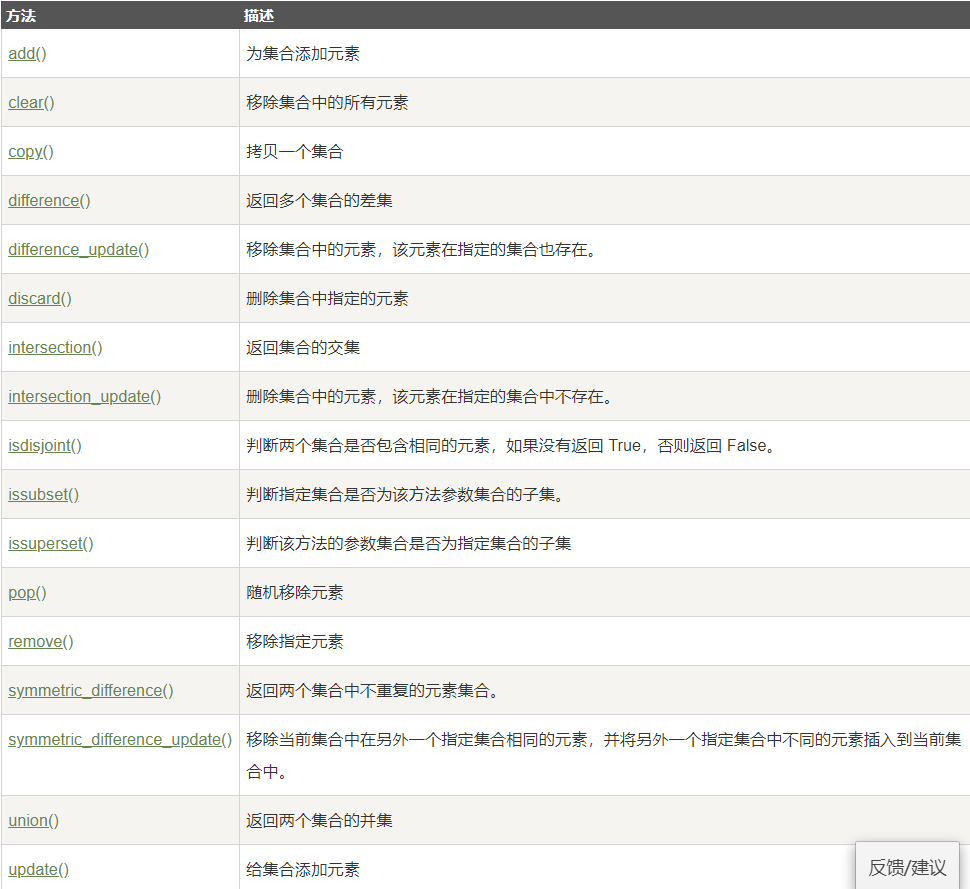 方法 描述
add() 为集合添加元素
clear() 移除集合中的所有元素
copy() 拷贝一个集合
difference() 返回多个集合的差集
difference_update() 移除集合中的元素，该元素在指定的集合也存在。
discard() 删除集合中指定的元素
intersection() 返回集合的交集
intersection_update() 删除集合中的元素，该元素在指定的集合中不存在。
isdisjoint() 判断两个集合是否包含相同的元素，如果没有返回 True，否则返回 False。
issubset() 判断指定集合是否为该方法参数集合的子集。
issuperset() 判断该方法的参数集合是否为指定集合的子集
pop() 随机移除元素
remove() 移除指定元素
symmetric_difference() 返回两个集合中不重复的元素集合。
symmetric_difference_update() 移除当前集合中在另外一个指定集合相同的元素，并将另外一个指定集合中不同的元素插入到当前集
合中。
union() 返回两个集合的并集
update() 给集合添加元素
反馈/建议